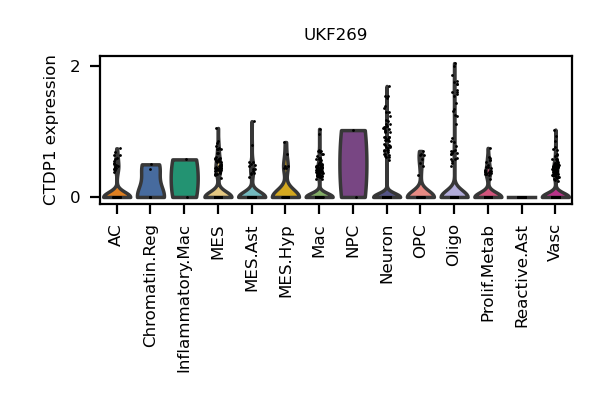 UKF269
CTDP1 expression
2
0
AC
Chromatin.Reg
Inflammatory.Mac
MES
MES.Ast
MES.Hyp
Mac
NPC
Neuron
OPC
Oligo
Prolif.Metab
Reactive.Ast
Vasc